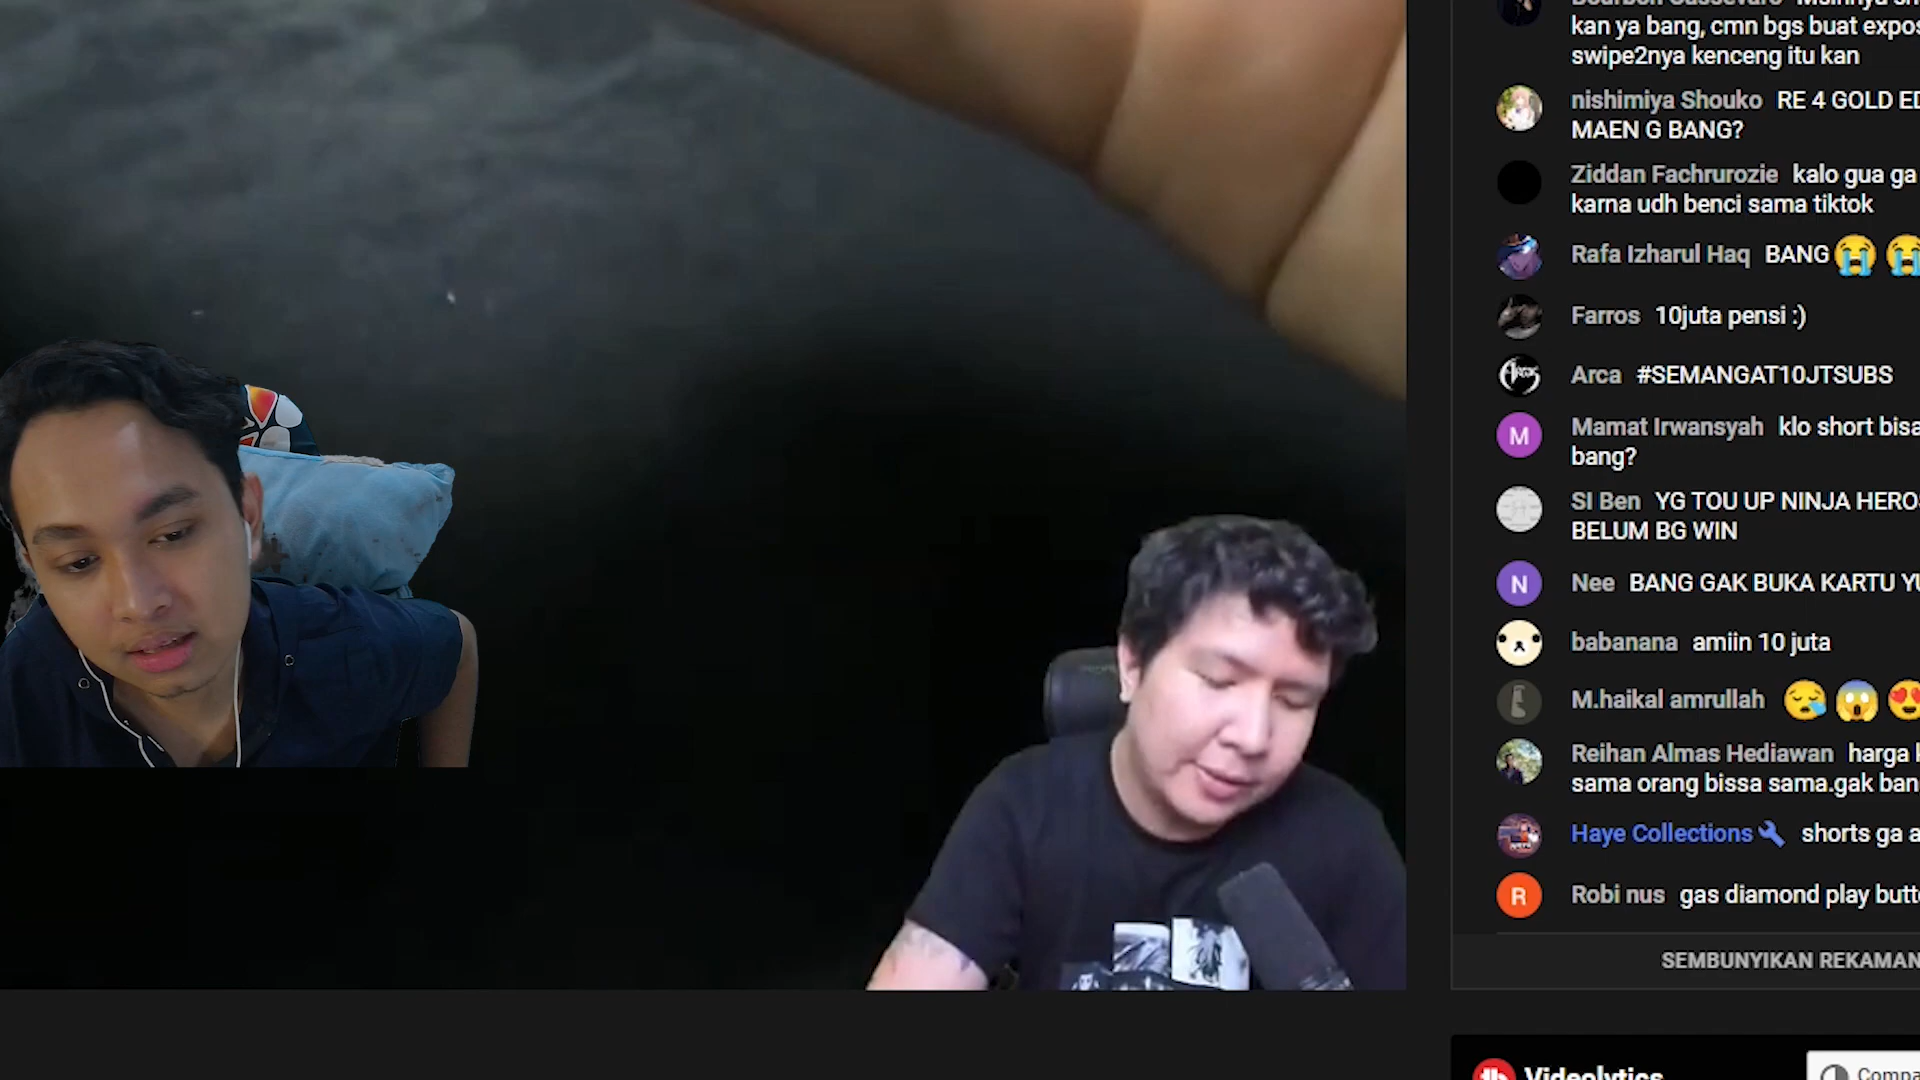 kan ya bang, cmn bgs buat expos
swipe2nya kenceng itu kan
nishimiya Shouko RE 4 GOLD ED
MAEN G BANG?
Ziddan Fachrurozie kalo gua ga
karna udh benci sama tiktok
Rafa Izharul Haq BANG
Farros 10juta pensi :)
Arca #SEMANGAT10JTSUBS
Mamat Irwansyah klo short bisa
bang?
SI Ben YG TOU UP NINJA HEROS
BELUM BG WIN
Nee BANG GAK BUKA KARTU YU
babanana amiin 10 juta
M.haikal amrullah
Reihan Almas Hediawan harga k
sama orang bissa sama.gak ban
Haye Collections shorts ga a
Robi nus gas diamond play butt
SEMBUNYIKAN REKAMAN
Videolytics
Compa